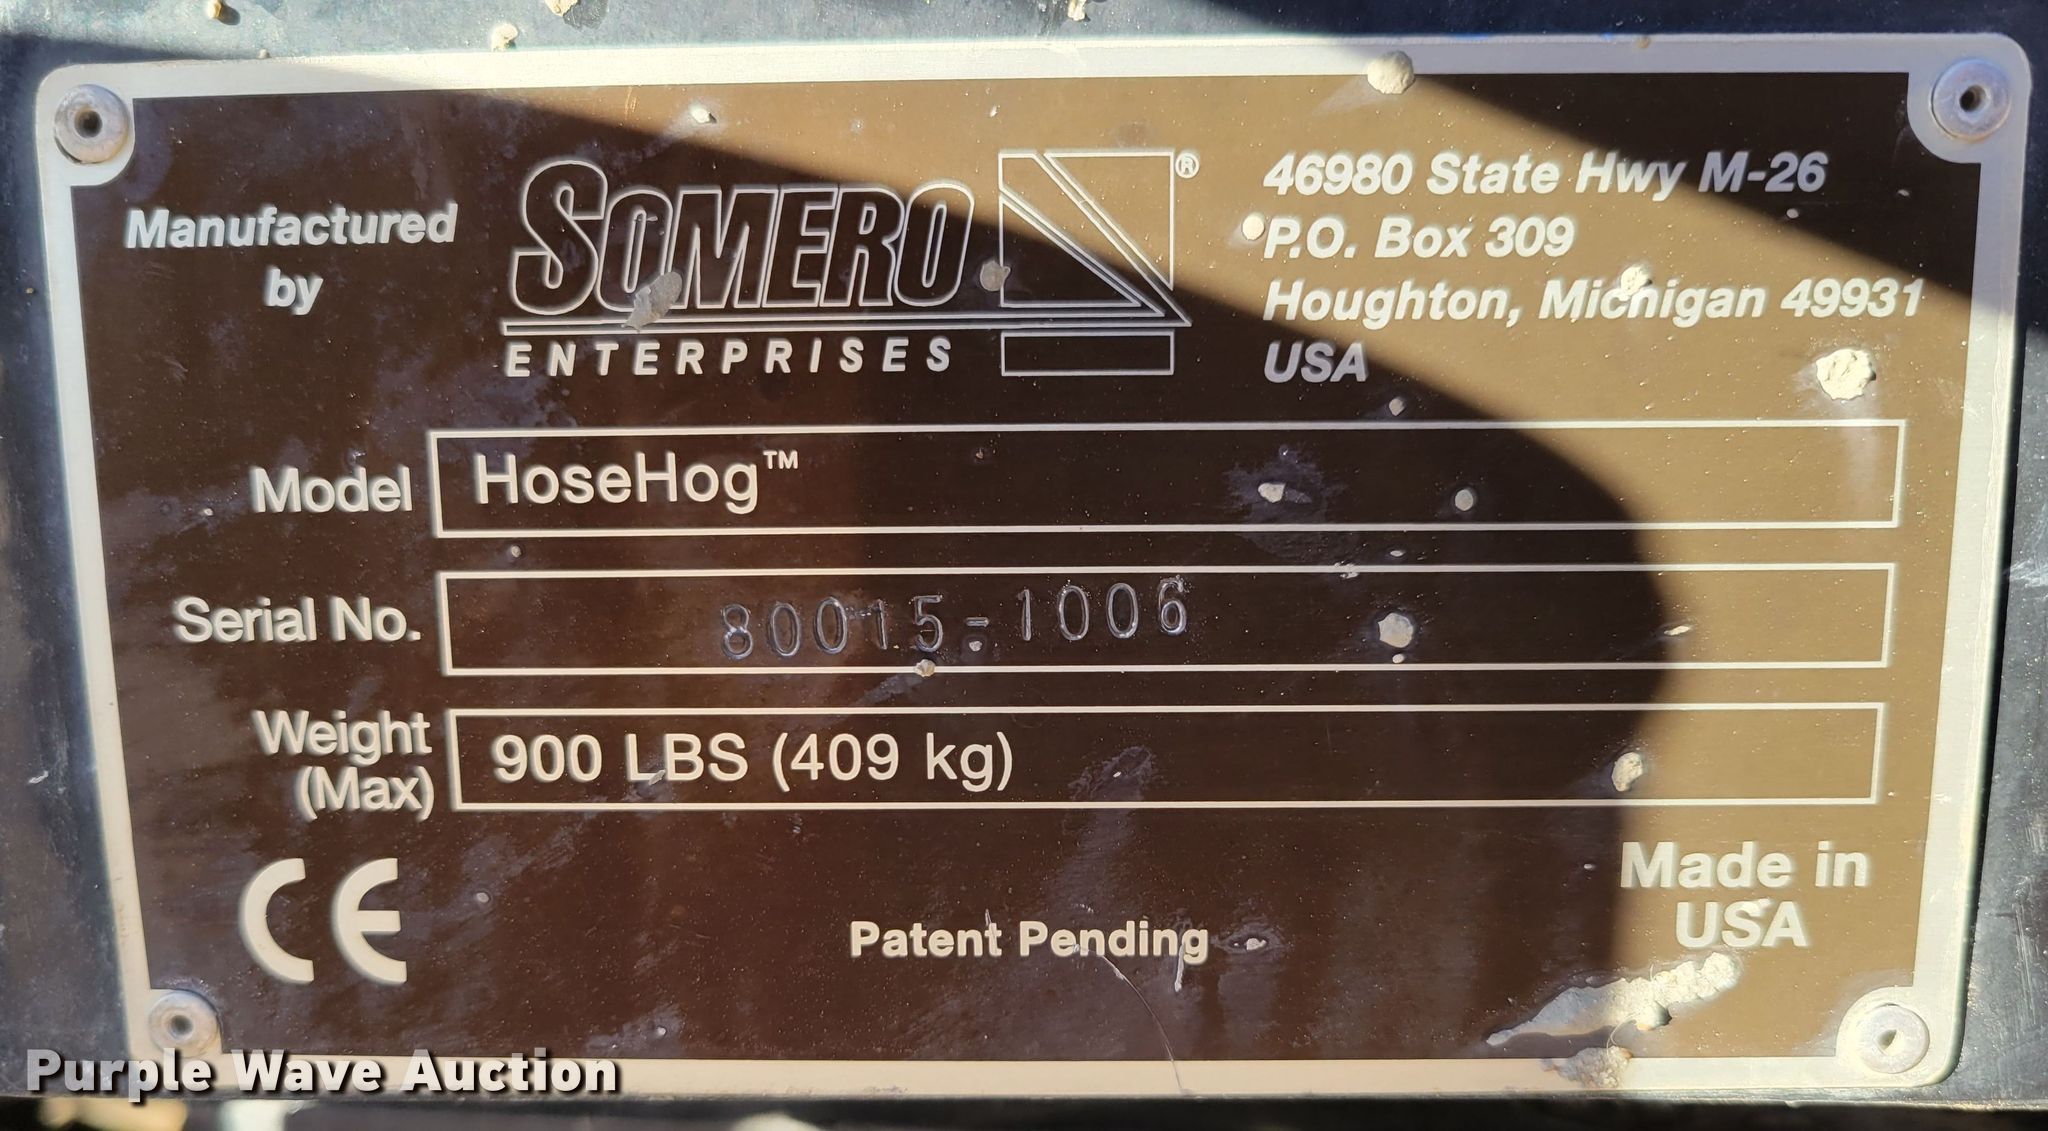 Manufactured
by
SOMERO
®
ENTERPRISES
46980 State Hwy M-26
P.O. Box 309
Houghton, Michigan 49931
USA
Model HoseHog™
Serial No. 80015-1006
Weight
(Max) 900 LBS (409 kg)
CE
Patent Pending
Made in
USA
Purple Wave Auction